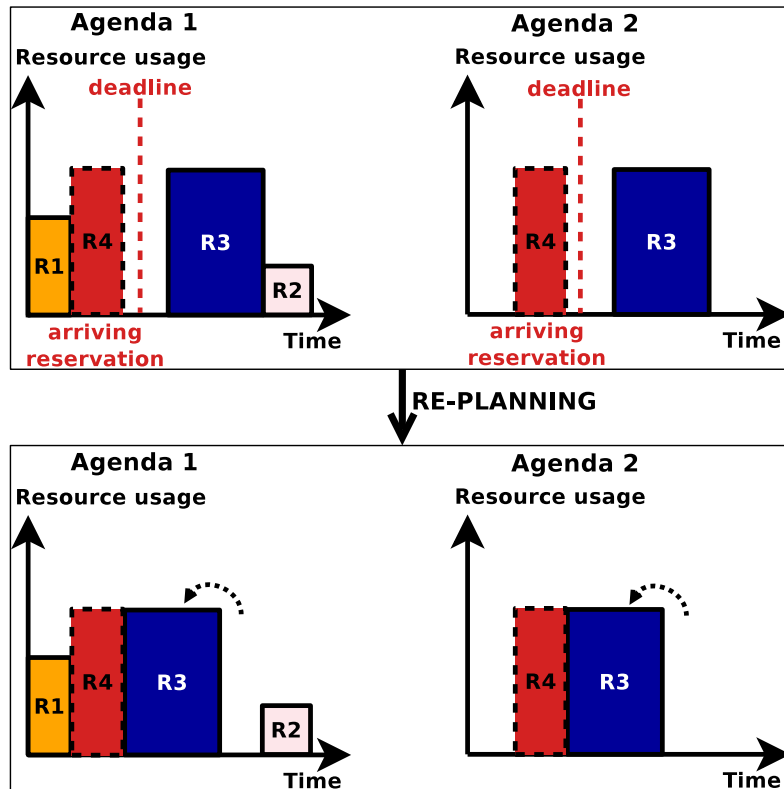 Agenda 1
Resource usage
deadline
R1
R4
R3
R2
arriving
reservation
Time
Agenda 2
Resource usage
deadline
R4
R3
arriving
reservation
Time
RE-PLANNING
Agenda 1
Resource usage
R1
R4
R3
R2
Time
Agenda 2
Resource usage
R4
R3
Time